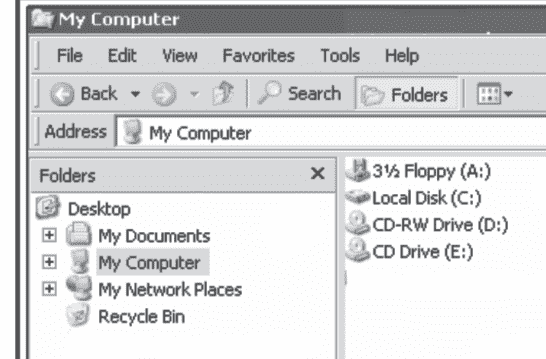 My Computer
File Edit View Favorites Tools Help
Back Search Folders
Address My Computer
Folders
Desktop
My Documents
My Computer
My Network Places
Recycle Bin
3½ Floppy (A:)
Local Disk (C:)
CD-RW Drive (D:)
CD Drive (E:)